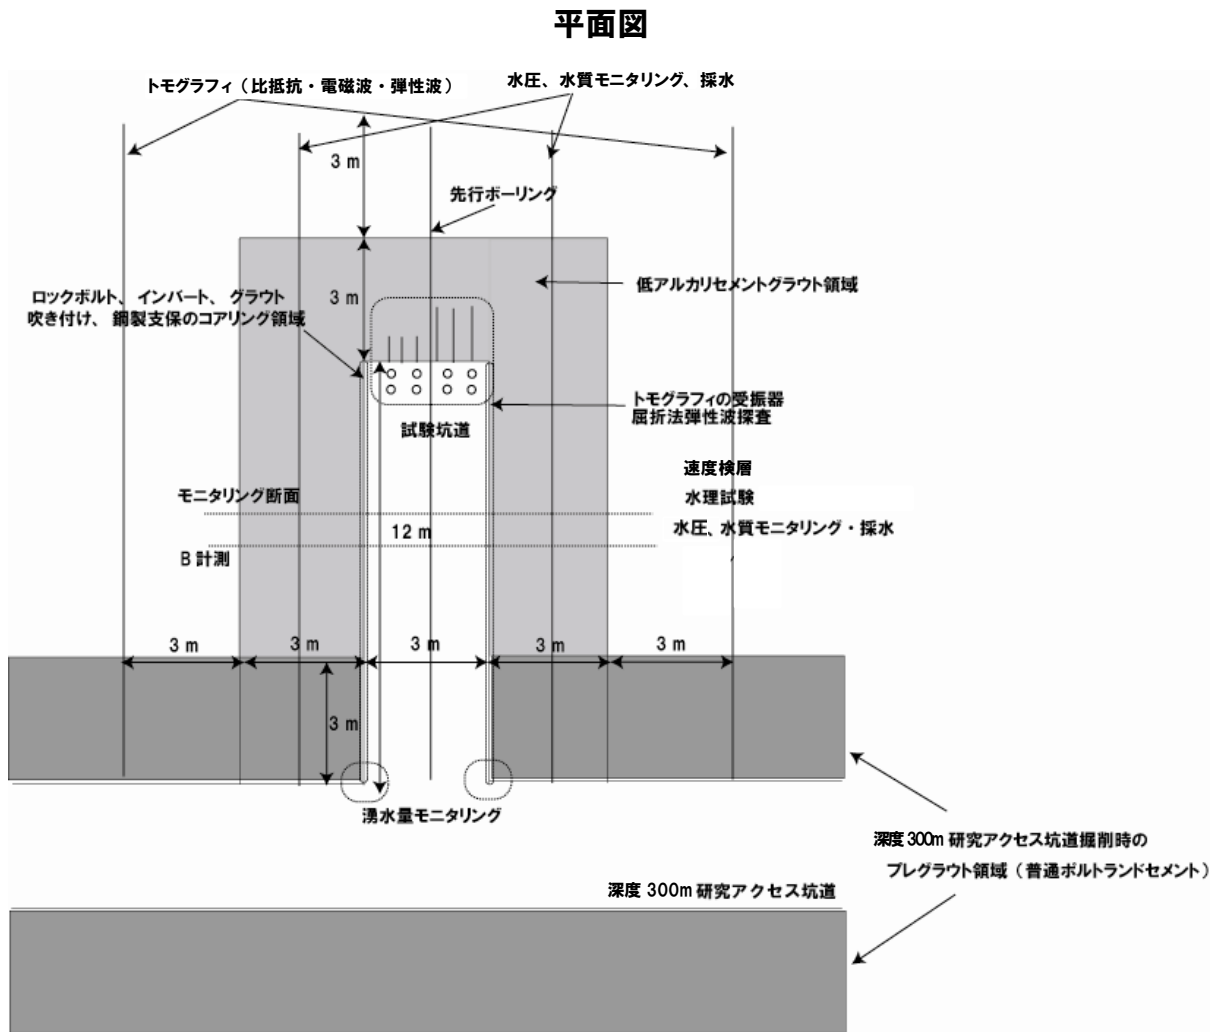 平面図
トモグラフィ（比抵抗・電磁波・弾性波）
水圧、水質モニタリング、採水
3 m
先行ボーリング
3 m
低アルカリセメントグラウト領域
ロックボルト、インバート、グラウト
吹き付け、鋼製支保のコアリング領域
トモグラフィの受振器
屈折法弾性波探査
試験坑道
速度検層
モニタリング断面
水理試験
12 m
水圧、水質モニタリング・採水
B 計測
3 m
3 m
3 m
3 m
3 m
3 m
湧水量モニタリング
深度 300m 研究アクセス坑道掘削時の
プレグラウト領域（普通ポルトランドセメント）
深度 300m 研究アクセス坑道